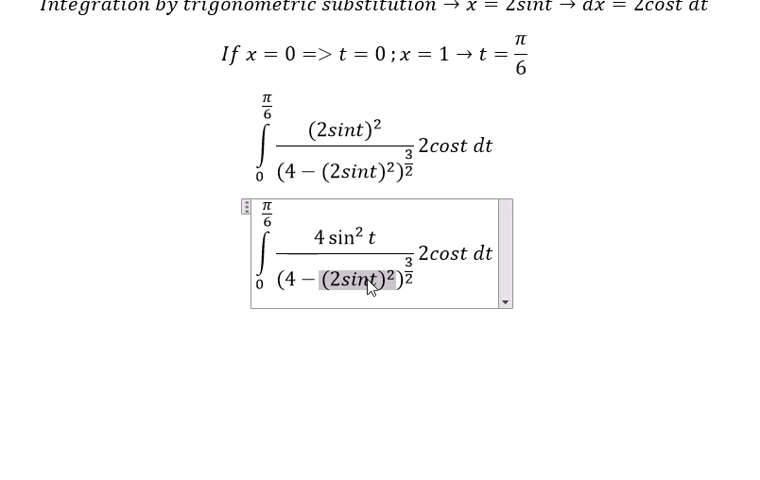 Integration by trigonometric substitution → x = 2sint → dx = 2cost dt
If x = 0 => t = 0 ; x = 1 → t = π/6
∫₀^(π/6) (2sint)²/(4 − (2sint)²)^(3/2) 2cost dt
∫₀^(π/6) 4 sin² t/(4 − (2sint)²)^(3/2) 2cost dt